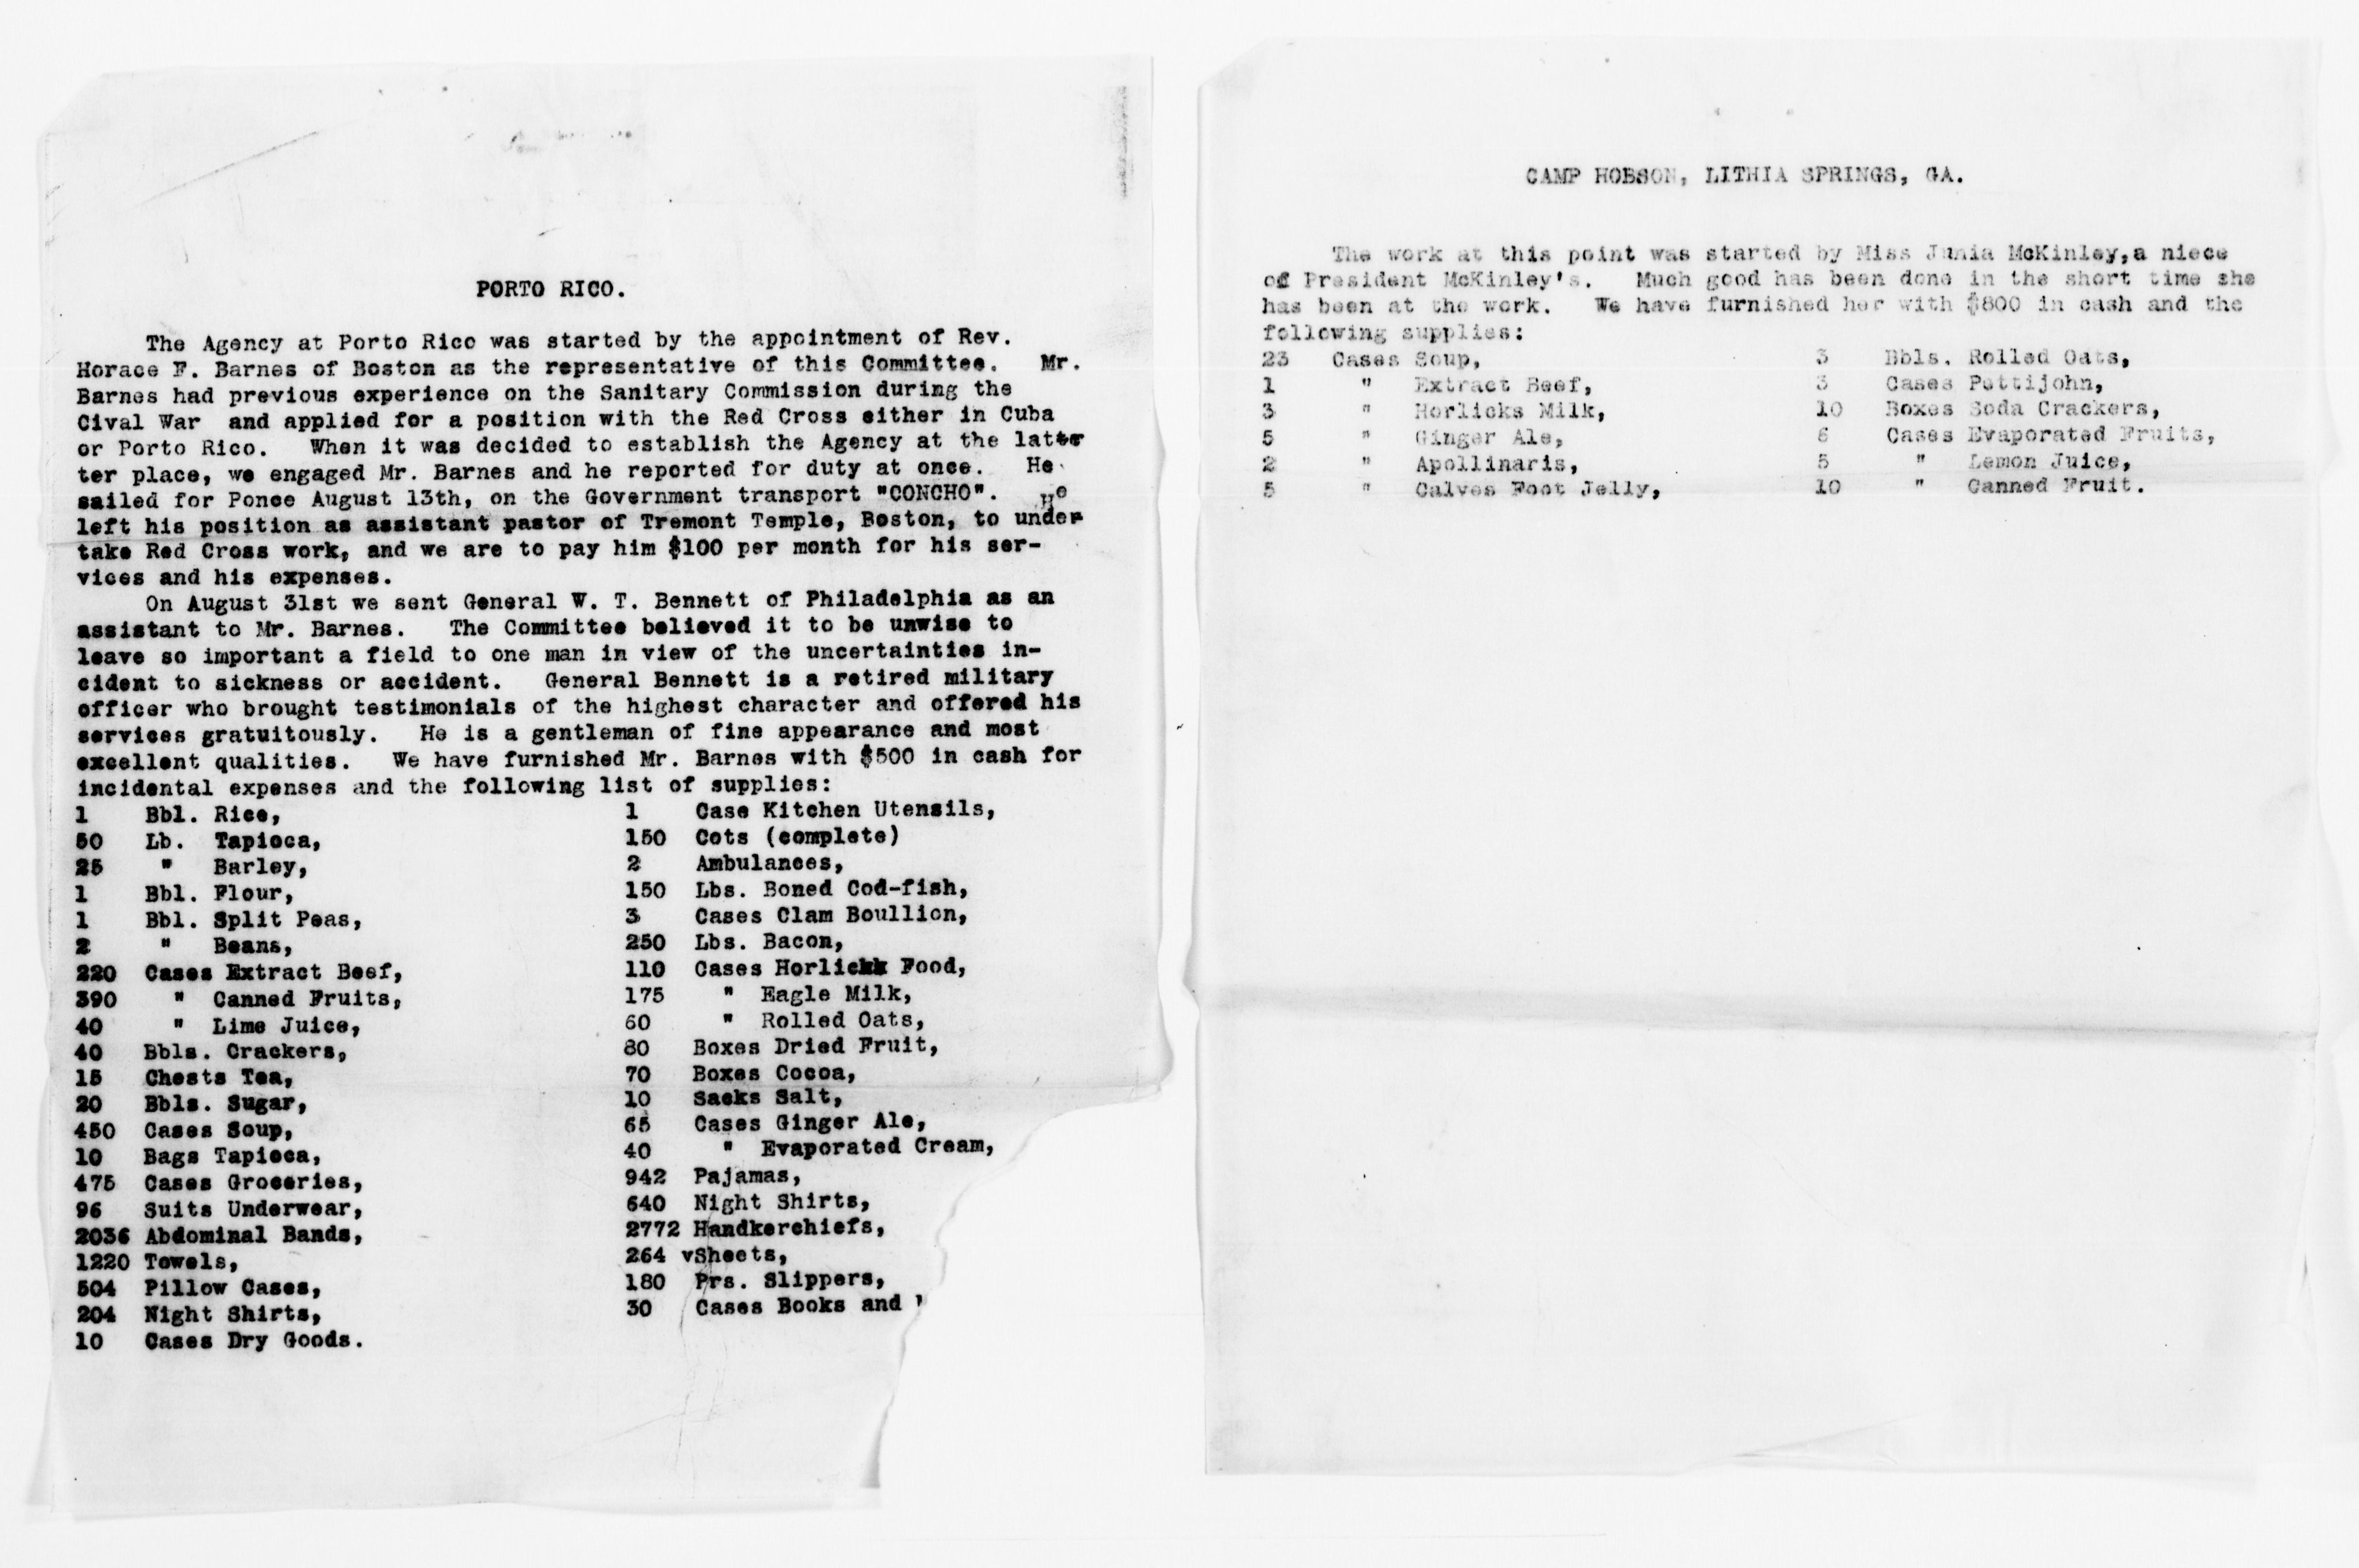 PORTO RICO.
The Agency at Porto Rico was started by the appointment of Rev.
Horace F. Barnes of Boston as the representative of this Committee. Mr.
Barnes had previous experience on the Sanitary Commission during the
Cival War and applied for a position with the Red Cross either in Cuba
or Porto Rico. When it was decided to establish the Agency at the latter
ter place, we engaged Mr. Barnes and he reported for duty at once. He
sailed for Ponce August 13th, on the Government transport "CONCHO". He
left his position as assistant pastor of Tremont Temple, Boston, to under
take Red Cross work, and we are to pay him $100 per month for his ser-
vices and his expenses.
On August 31st we sent General W. T. Bennett of Philadelphia as an
assistant to Mr. Barnes. The Committee believed it to be unwise to
leave so important a field to one man in view of the uncertainties in-
cident to sickness or accident. General Bennett is a retired military
officer who brought testimonials of the highest character and offered his
services gratuitously. He is a gentleman of fine appearance and most
excellent qualities. We have furnished Mr. Barnes with $500 in cash for
incidental expenses and the following list of supplies:
1 Bbl. Rice, 1 Case Kitchen Utensils,
50 Lb. Tapioca, 150 Cots (complete)
25 " Barley, 2 Ambulances,
1 Bbl. Flour, 150 Lbs. Boned Cod-fish,
1 Bbl. Split Peas, 3 Cases Clam Boullion,
2 " Beans, 250 Lbs. Bacon,
220 Cases Extract Beef, 110 Cases Horlickk Food,
390 " Canned Fruits, 175 " Eagle Milk,
40 " Lime Juice, 60 " Rolled Oats,
40 Bbls. Crackers, 80 Boxes Dried Fruit,
15 Chests Tea, 70 Boxes Cocoa,
20 Bbls. Sugar, 10 Sacks Salt,
450 Cases Soup, 65 Cases Ginger Ale,
10 Bags Tapioca, 40 " Evaporated Cream,
475 Cases Groceries, 942 Pajamas,
96 Suits Underwear, 640 Night Shirts,
2036 Abdominal Bands, 2772 Handkerchiefs,
1220 Towels, 264 vSheets,
504 Pillow Cases, 180 Prs. Slippers,
204 Night Shirts, 30 Cases Books and
10 Cases Dry Goods.
CAMP HOBSON, LITHIA SPRINGS, GA.
The work at this point was started by Miss Junia McKinley,a niece
of President McKinley's. Much good has been done in the short time she
has been at the work. We have furnished her with $800 in cash and the
following supplies:
23 Cases Soup, 3 Bbls. Rolled Oats,
1 " Extract Beef, 3 Cases Pettijohn,
3 " Horlicks Milk, 10 Boxes Soda Crackers,
5 " Ginger Ale, 6 Cases Evaporated Fruits,
2 " Apollinaris, 5 " Lemon Juice,
5 " Calves Foot Jelly, 10 " Canned Fruit.